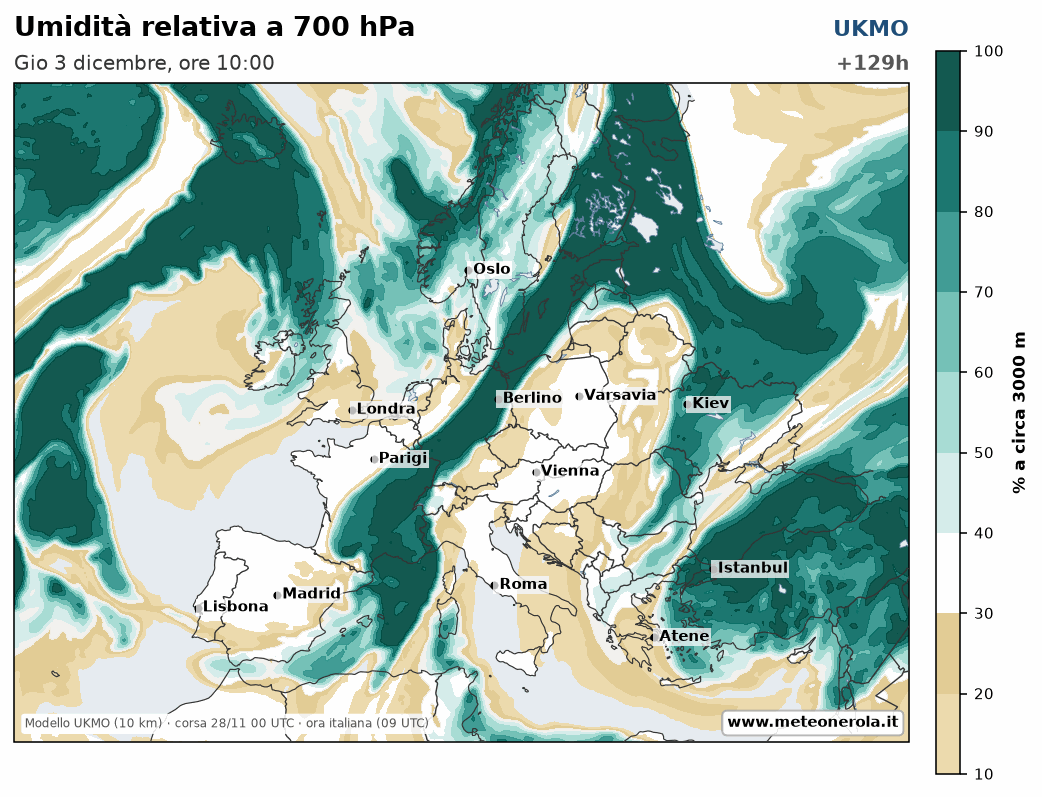 Umidità relativa a 700 hPa
UKMO
Gio 3 dicembre, ore 10:00
+129h
100
90
80
70
60
50
40
30
20
10
% a circa 3000 m
Oslo
Berlino
Varsavia
Kiev
Londra
Parigi
Vienna
Istanbul
Roma
Madrid
Lisbona
Atene
Modello UKMO (10 km) · corsa 28/11 00 UTC · ora italiana (09 UTC)
www.meteonerola.it